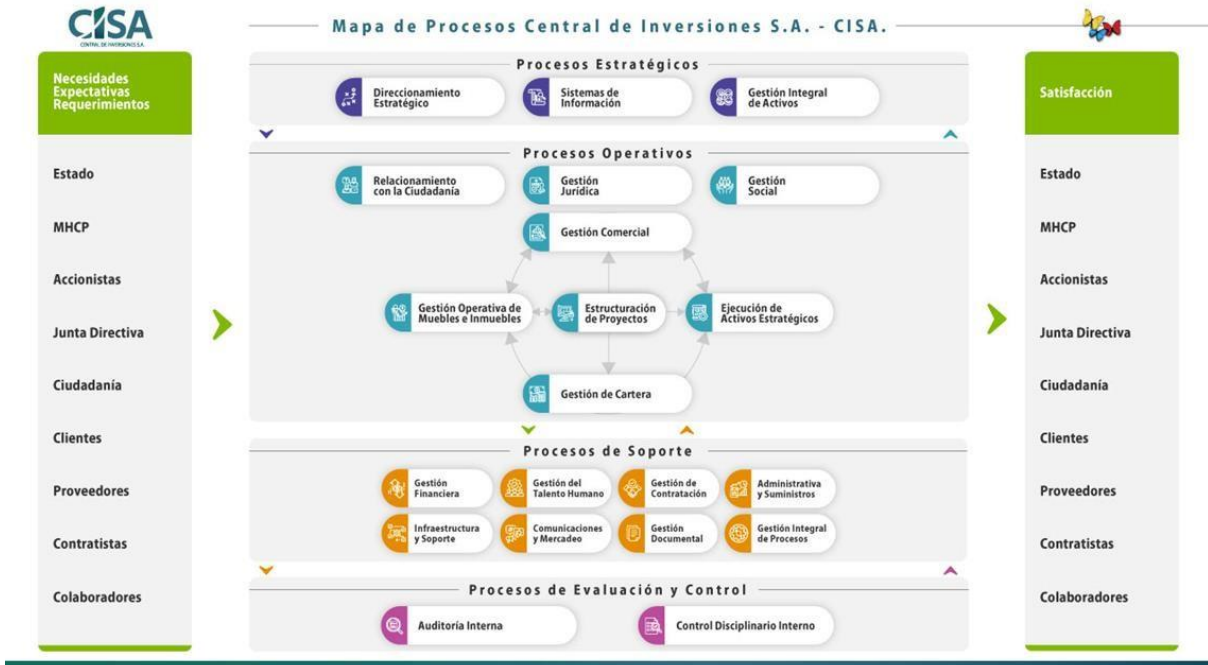 CISA
CENTRAL DE INVERSIONES S.A.
Mapa de Procesos Central de Inversiones S.A. - CISA.
Necesidades
Expectativas
Requerimientos
Estado
MHCP
Accionistas
Junta Directiva
Ciudadanía
Clientes
Proveedores
Contratistas
Colaboradores
Procesos Estratégicos
Direccionamiento
Estratégico
Sistemas de
Información
Gestión Integral
de Activos
Procesos Operativos
Relacionamiento
con la Ciudadanía
Gestión
Jurídica
Gestión
Social
Gestión Comercial
Gestión Operativa de
Muebles e Inmuebles
Estructuración
de Proyectos
Ejecución de
Activos Estratégicos
Gestión de Cartera
Procesos de Soporte
Gestión
Financiera
Gestión del
Talento Humano
Gestión de
Contratación
Administrativa
y Suministros
Infraestructura
y Soporte
Comunicaciones
y Mercadeo
Gestión
Documental
Gestión Integral
de Procesos
Procesos de Evaluación y Control
Auditoría Interna
Control Disciplinario Interno
Satisfacción
Estado
MHCP
Accionistas
Junta Directiva
Ciudadanía
Clientes
Proveedores
Contratistas
Colaboradores